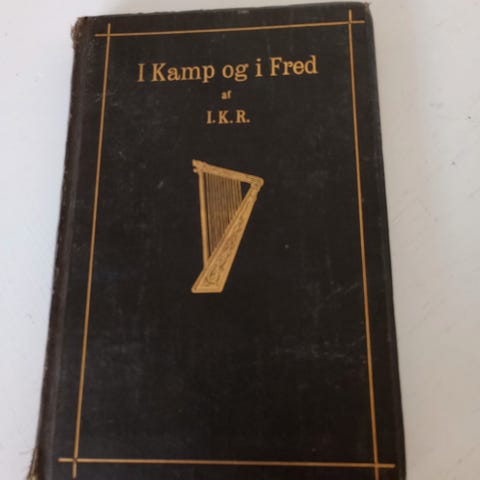 I Kamp og i Fred
af
I. K. R.